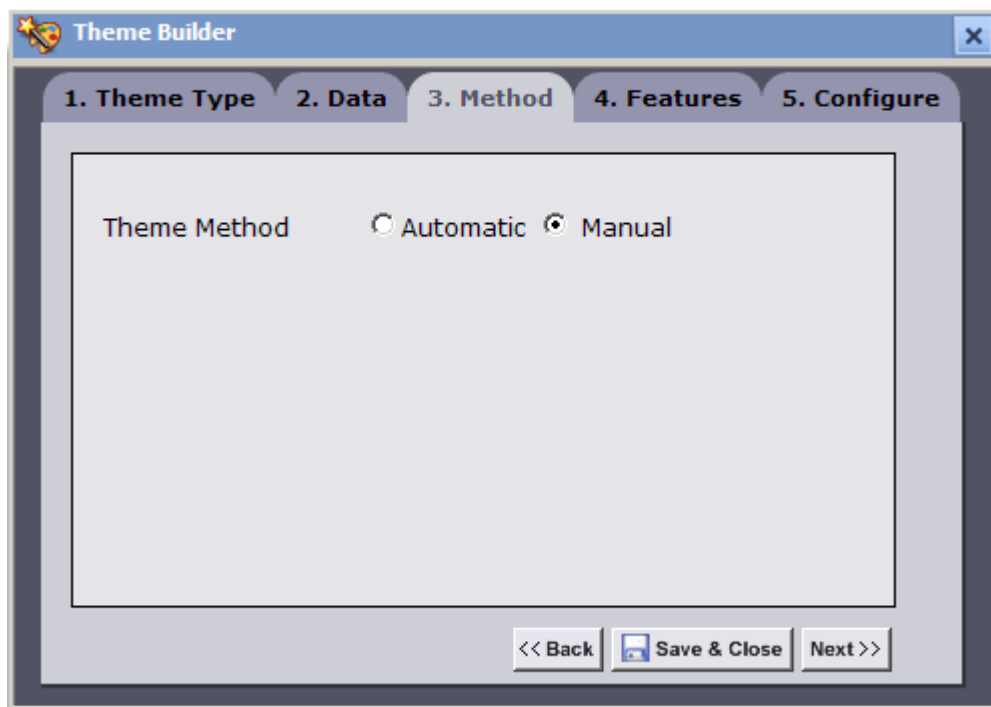 Theme Builder
1. Theme Type 2. Data 3. Method 4. Features 5. Configure
Theme Method Automatic Manual
<< Back Save & Close Next >>